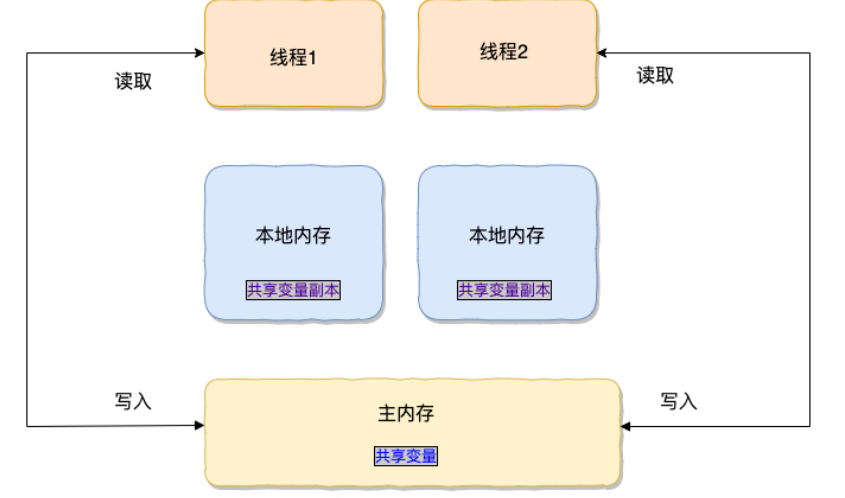 线程1
线程2
读取
读取
本地内存
本地内存
共享变量副本
共享变量副本
写入
写入
主内存
共享变量